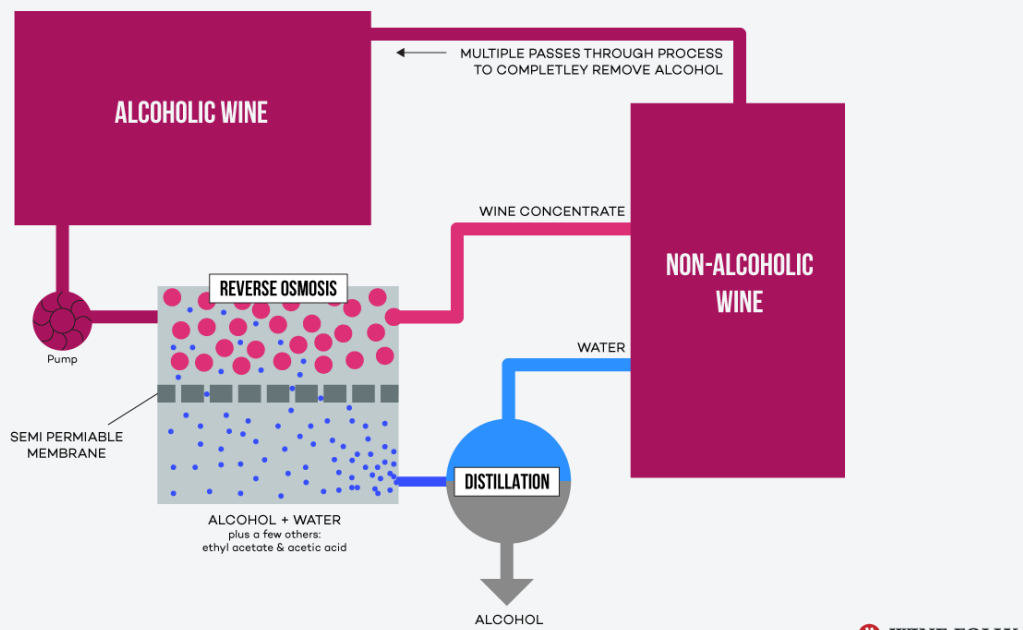 ALCOHOLIC WINE
MULTIPLE PASSES THROUGH PROCESS
TO COMPLETLEY REMOVE ALCOHOL
WINE CONCENTRATE
NON-ALCOHOLIC
WINE
REVERSE OSMOSIS
Pump
WATER
SEMI PERMIABLE
MEMBRANE
DISTILLATION
ALCOHOL + WATER
plus a few others:
ethyl acetate & acetic acid
ALCOHOL